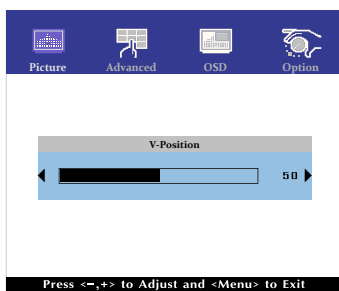 Picture Advanced OSD Option
V-Position
50
Press <-,+> to Adjust and <Menu> to Exit